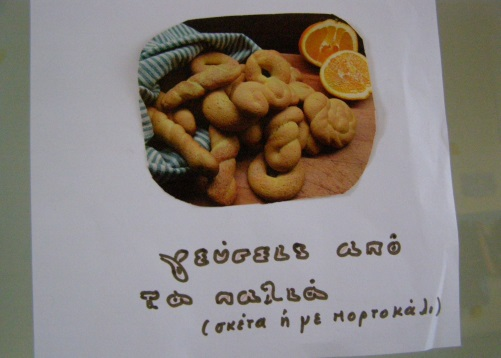 γεύσεις από
τα παλιά
(σκέτα ή με πορτοκάλι)